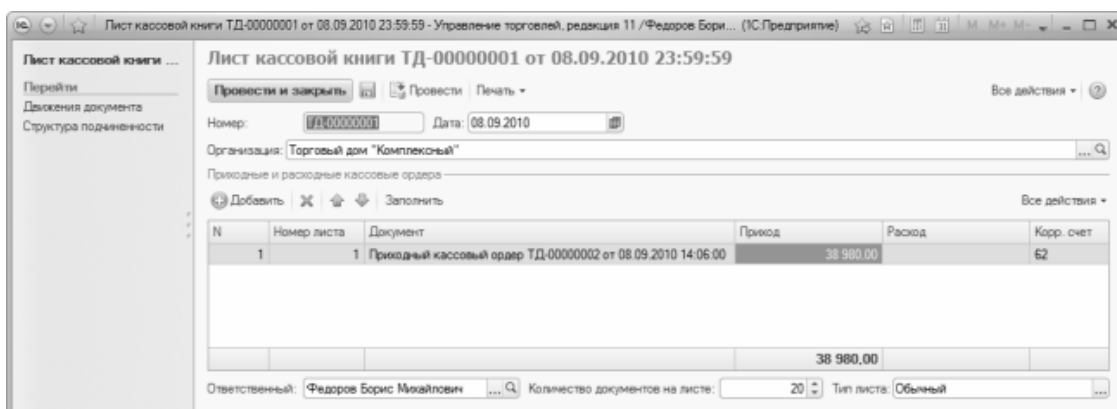 Лист кассовой книги ТД-00000001 от 08.09.2010 23:59:59 - Управление торговлей, редакция 11 /Федоров Бори... (1С:Предприятие) M M+ M-
Лист кассовой книги ...
Перейти
Движения документа
Структура подчиненности
Лист кассовой книги ТД-00000001 от 08.09.2010 23:59:59
Провести и закрыть Провести Печать Все действия
Номер: ТД-00000001 Дата: 08.09.2010
Организация: Торговый дом "Комплексный" ...
Приходные и расходные кассовые ордера
Добавить Заполнить Все действия
N Номер листа Документ Приход Расход Корр. счет
1 1 Приходный кассовый ордер ТД-00000002 от 08.09.2010 14:06:00 38 980,00 62
38 980,00
Ответственный: Федоров Борис Михайлович ... Количество документов на листе: 20 Тип листа: Обычный ...